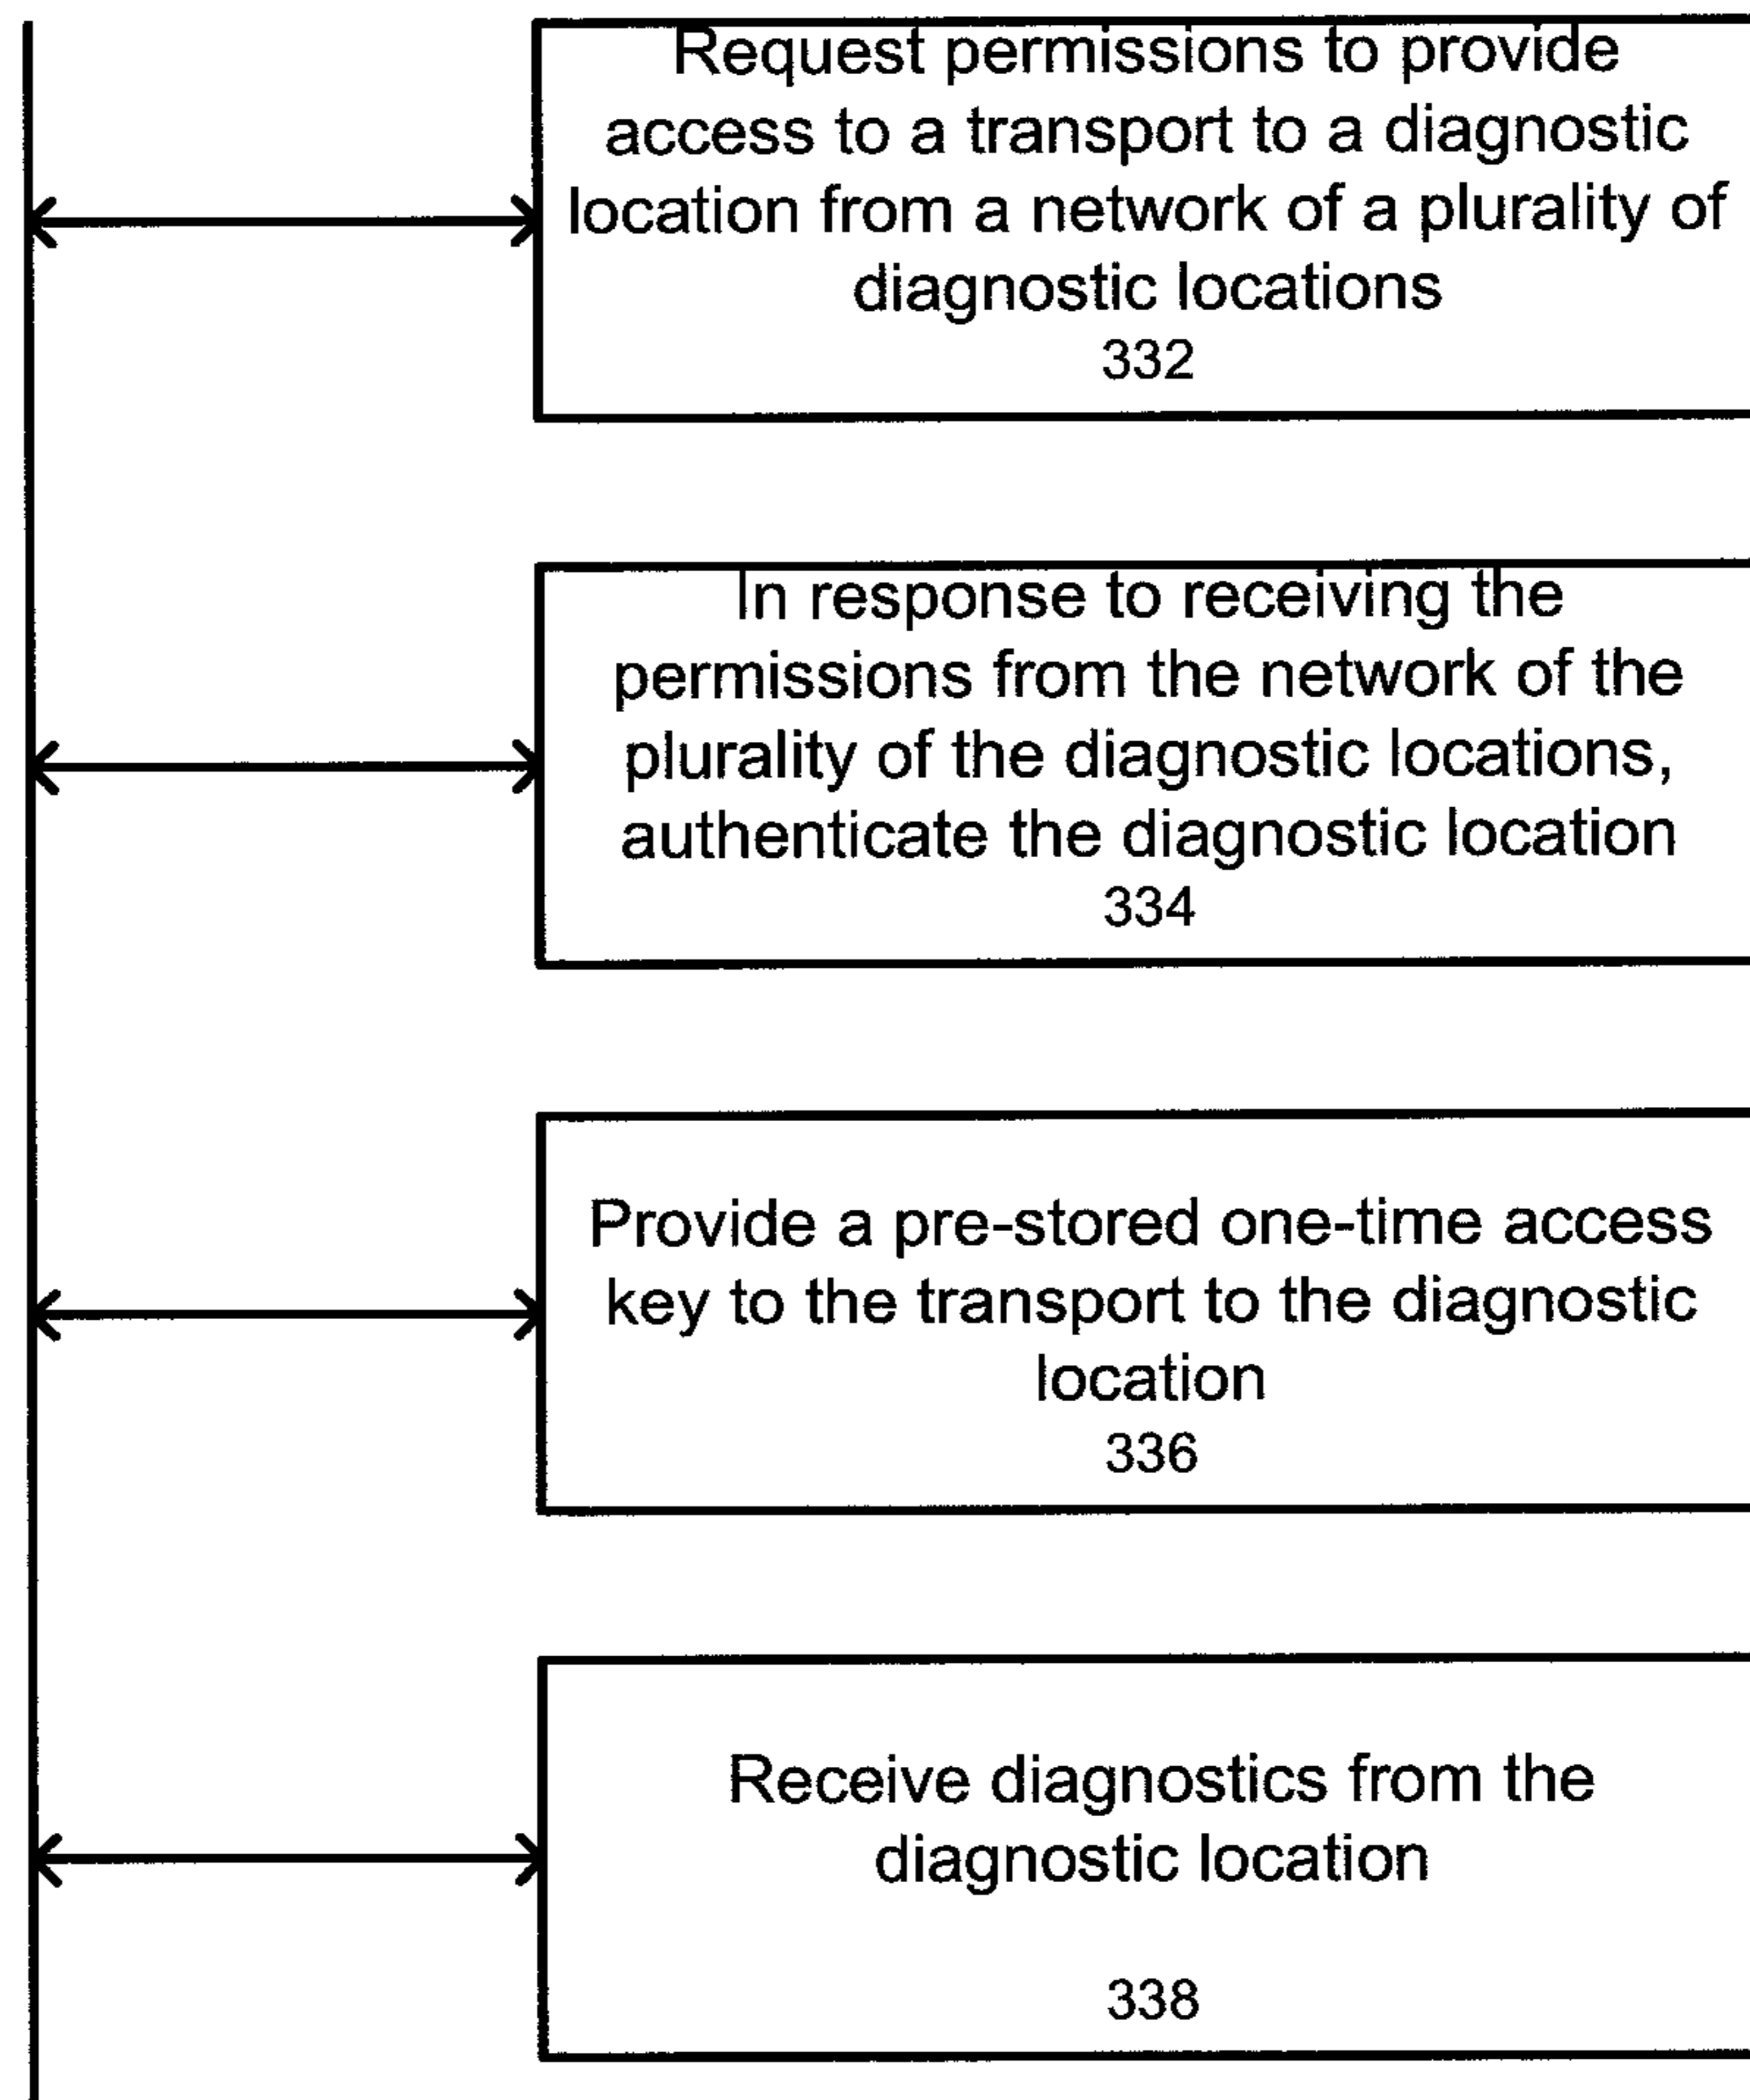 Request permissions to provide
access to a transport to a diagnostic
location from a network of a plurality of
diagnostic locations
332
In response to receiving the
permissions from the network of the
plurality of the diagnostic locations,
authenticate the diagnostic location
334
Provide a pre-stored one-time access
key to the transport to the diagnostic
location
336
Receive diagnostics from the
diagnostic location
338